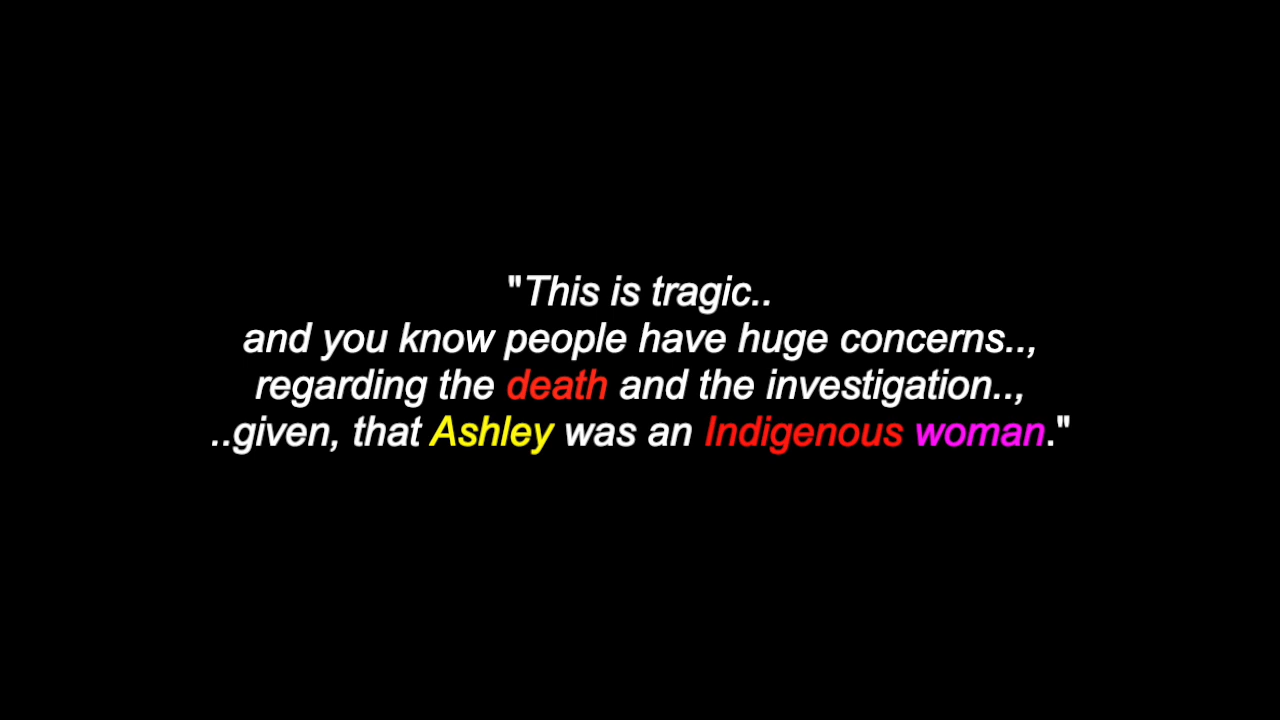 "This is tragic..
and you know people have huge concerns..,
regarding the death and the investigation..,
..given, that Ashley was an Indigenous woman."